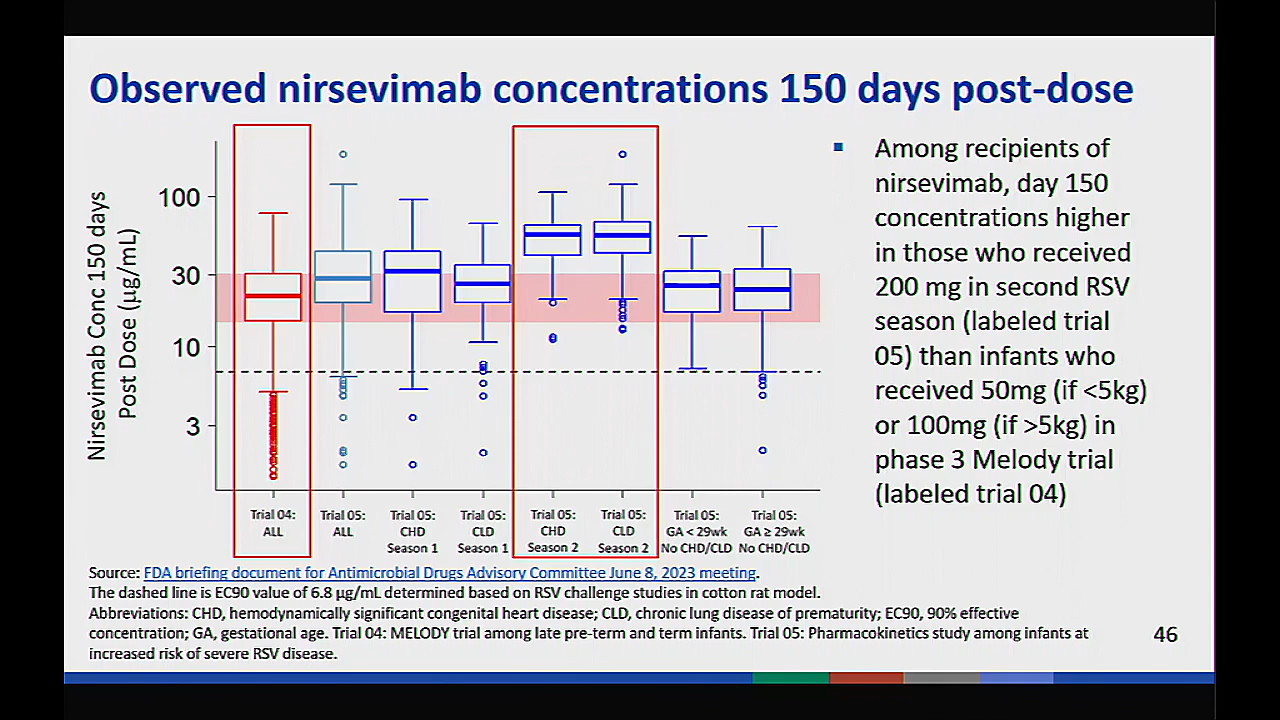 Observed nirsevimab concentrations 150 days post-dose
Nirsevimab Conc 150 days
Post Dose (µg/mL)
100
30
10
3
Trial 04:
ALL
Trial 05:
ALL
Trial 05:
CHD
Season 1
Trial 05:
CLD
Season 1
Trial 05:
CHD
Season 2
Trial 05:
CLD
Season 2
Trial 05:
GA < 29wk
No CHD/CLD
Trial 05:
GA ≥ 29wk
No CHD/CLD
▪ Among recipients of
nirsevimab, day 150
concentrations higher
in those who received
200 mg in second RSV
season (labeled trial
05) than infants who
received 50mg (if <5kg)
or 100mg (if >5kg) in
phase 3 Melody trial
(labeled trial 04)
Source: FDA briefing document for Antimicrobial Drugs Advisory Committee June 8, 2023 meeting.
The dashed line is EC90 value of 6.8 µg/mL determined based on RSV challenge studies in cotton rat model.
Abbreviations: CHD, hemodynamically significant congenital heart disease; CLD, chronic lung disease of prematurity; EC90, 90% effective
concentration; GA, gestational age. Trial 04: MELODY trial among late pre-term and term infants. Trial 05: Pharmacokinetics study among infants at
increased risk of severe RSV disease.
46